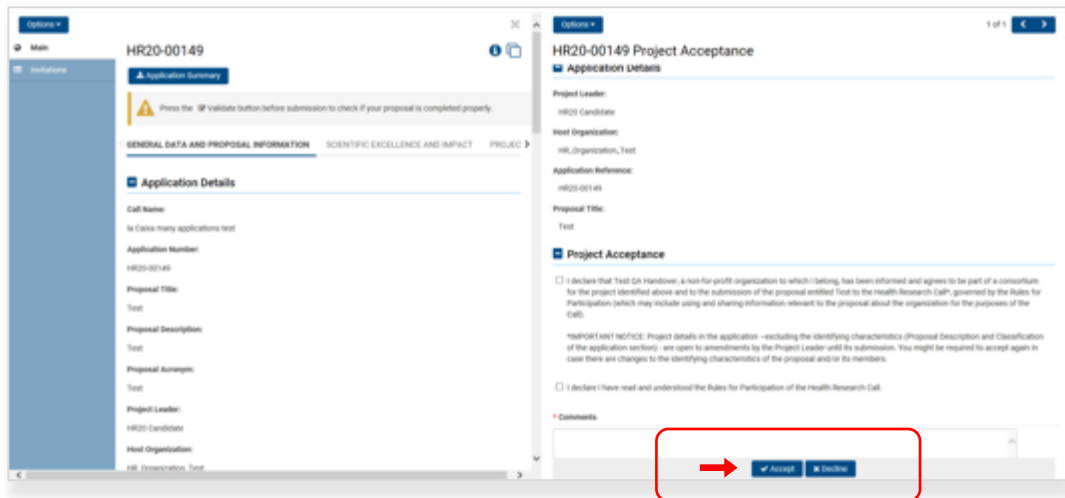 Options
Main
Invitations
HR20-00149
Application Summary
Press the Validate button before submission to check if your proposal is completed properly.
GENERAL DATA AND PROPOSAL INFORMATION SCIENTIFIC EXCELLENCE AND IMPACT PROJEC
Application Details
Call Name:
la Caixa many applications test
Application Number:
HR20-00149
Proposal Title:
Test
Proposal Description:
Test
Proposal Acronym:
Test
Project Leader:
HR20 Candidate
Host Organization:
HR_Organization_Test
Options
1 of 1
HR20-00149 Project Acceptance
Application Details
Project Leader:
HR20 Candidate
Host Organization:
HR_Organization_Test
Application Reference:
HR20-00149
Proposal Title:
Test
Project Acceptance
I declare that Test QA Handover, a non-for-profit organization to which I belong, has been informed and agrees to be part of a consortium
for the project identified above and to the submission of the proposal entitled Test to the Health Research Call*, governed by the Rules for
Participation (which may include using and sharing information relevant to the proposal about the organization for the purposes of the
Call).
*IMPORTANT NOTICE: Project details in the application –excluding the identifying characteristics (Proposal Description and Classification
of the application section) - are open to amendments by the Project Leader until its submission. You might be required to accept again in
case there are changes to the identifying characteristics of the proposal and/or its members.
I declare I have read and understood the Rules for Participation of the Health Research Call.
* Comments
Accept Decline